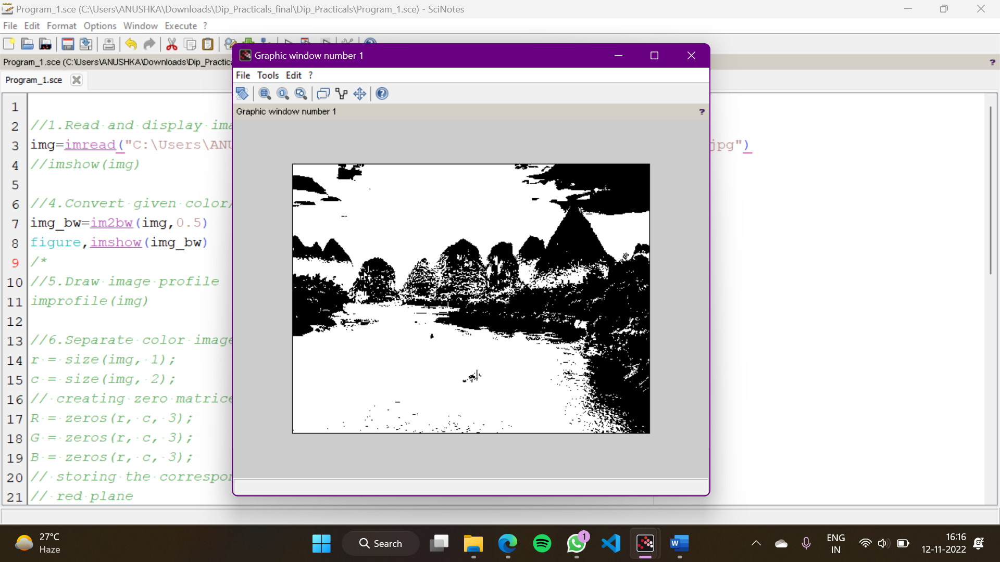 Program_1.sce (C:\Users\ANUSHKA\Downloads\Dip_Practicals_final\Dip_Practicals\Program_1.sce) - SciNotes
File Edit Format Options Window Execute ?
Program_1.sce (C:\Users\ANUSHKA\Downloads\Dip_Practica
?
Program_1.sce
Graphic window number 1
File Tools Edit ?
Graphic window number 1
?
1
2 //1.Read and display ima
3 img=imread("C:\Users\ANU
jpg")
4 //imshow(img)
5
6 //4.Convert given color/
7 img_bw=im2bw(img,0.5)
8 figure,imshow(img_bw)
9 /*
10 //5.Draw image profile
11 improfile(img)
12
13 //6.Separate color image
14 r = size(img, 1);
15 c = size(img, 2);
16 // creating zero matrice
17 R = zeros(r, c, 3);
18 G = zeros(r, c, 3);
19 B = zeros(r, c, 3);
20 // storing the correspon
21 // red plane
27°C
Haze
Search
1
W
ENG
IN
16:16
12-11-2022